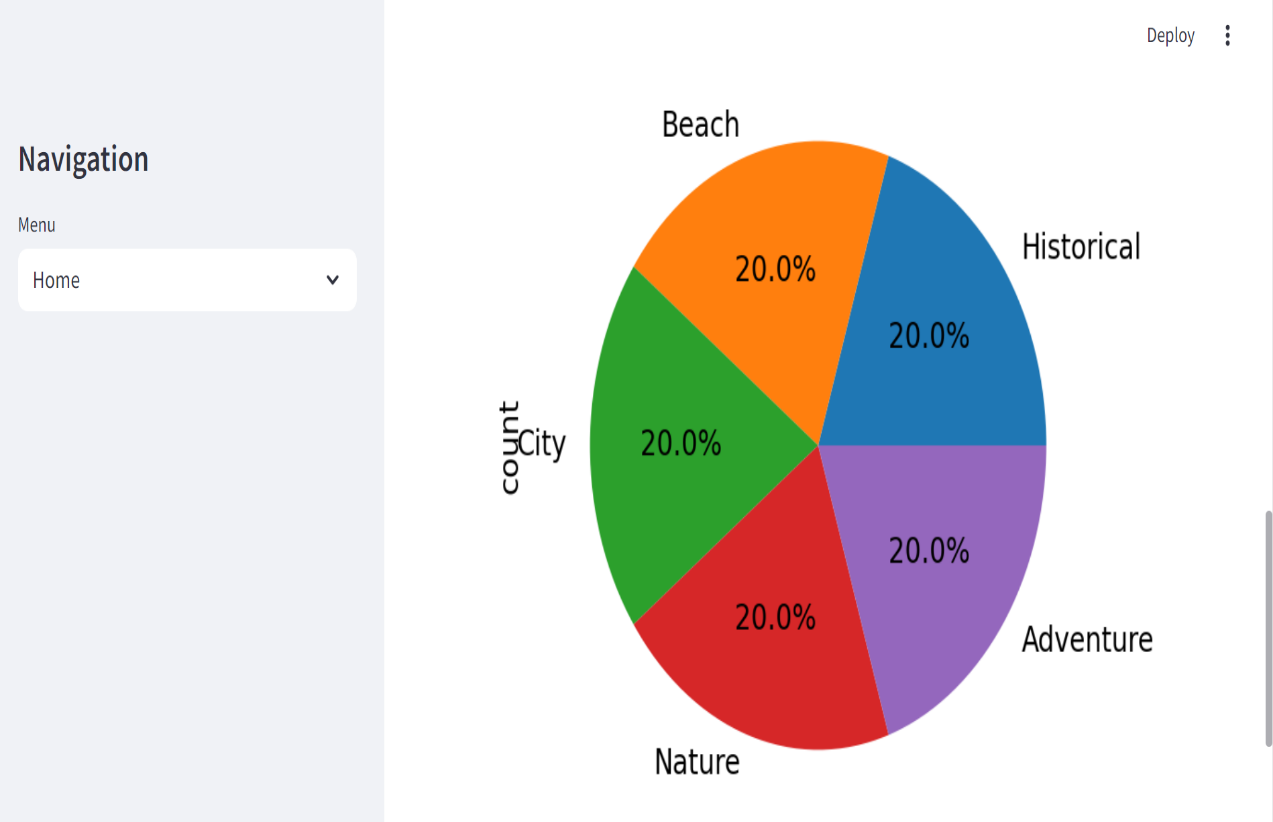 Deploy
Navigation
Menu
Home
Beach
Historical
20.0%
20.0%
count
City
20.0%
20.0%
20.0%
Adventure
Nature